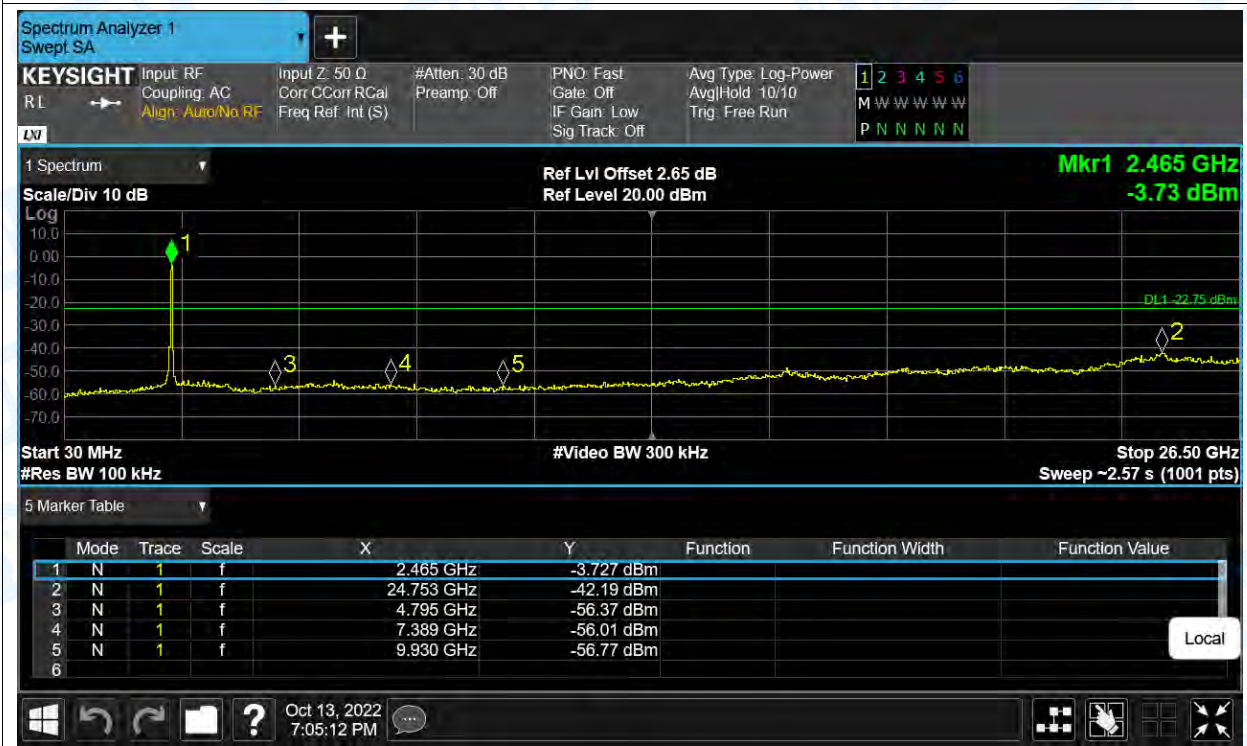 Spectrum Analyzer 1
Swept SA
+
KEYSIGHT Input: RF Input Z: 50 Ω #Atten: 30 dB PNO: Fast Avg Type: Log-Power 1 2 3 4 5 6
R L Coupling: AC Corr CCorr RCal Preamp: Off Gate: Off Avg|Hold: 10/10 M W W W W W
Align: Auto/No RF Freq Ref: Int (S) IF Gain: Low Trig: Free Run
LXI Sig Track: Off P N N N N N
1 Spectrum Ref Lvl Offset 2.65 dB Mkr1 2.465 GHz
Scale/Div 10 dB Ref Level 20.00 dBm -3.73 dBm
Log
10.0
1
0.00
-10.0
-20.0
DL1 -22.75 dBm
-30.0
2
-40.0
3 4 5
-50.0
-60.0
-70.0
Start 30 MHz #Video BW 300 kHz Stop 26.50 GHz
#Res BW 100 kHz Sweep ~2.57 s (1001 pts)
5 Marker Table
Mode Trace Scale X Y Function Function Width Function Value
1 N 1 f 2.465 GHz -3.727 dBm
2 N 1 f 24.753 GHz -42.19 dBm
3 N 1 f 4.795 GHz -56.37 dBm
4 N 1 f 7.389 GHz -56.01 dBm
5 N 1 f 9.930 GHz -56.77 dBm
6
Local
? Oct 13, 2022
7:05:12 PM